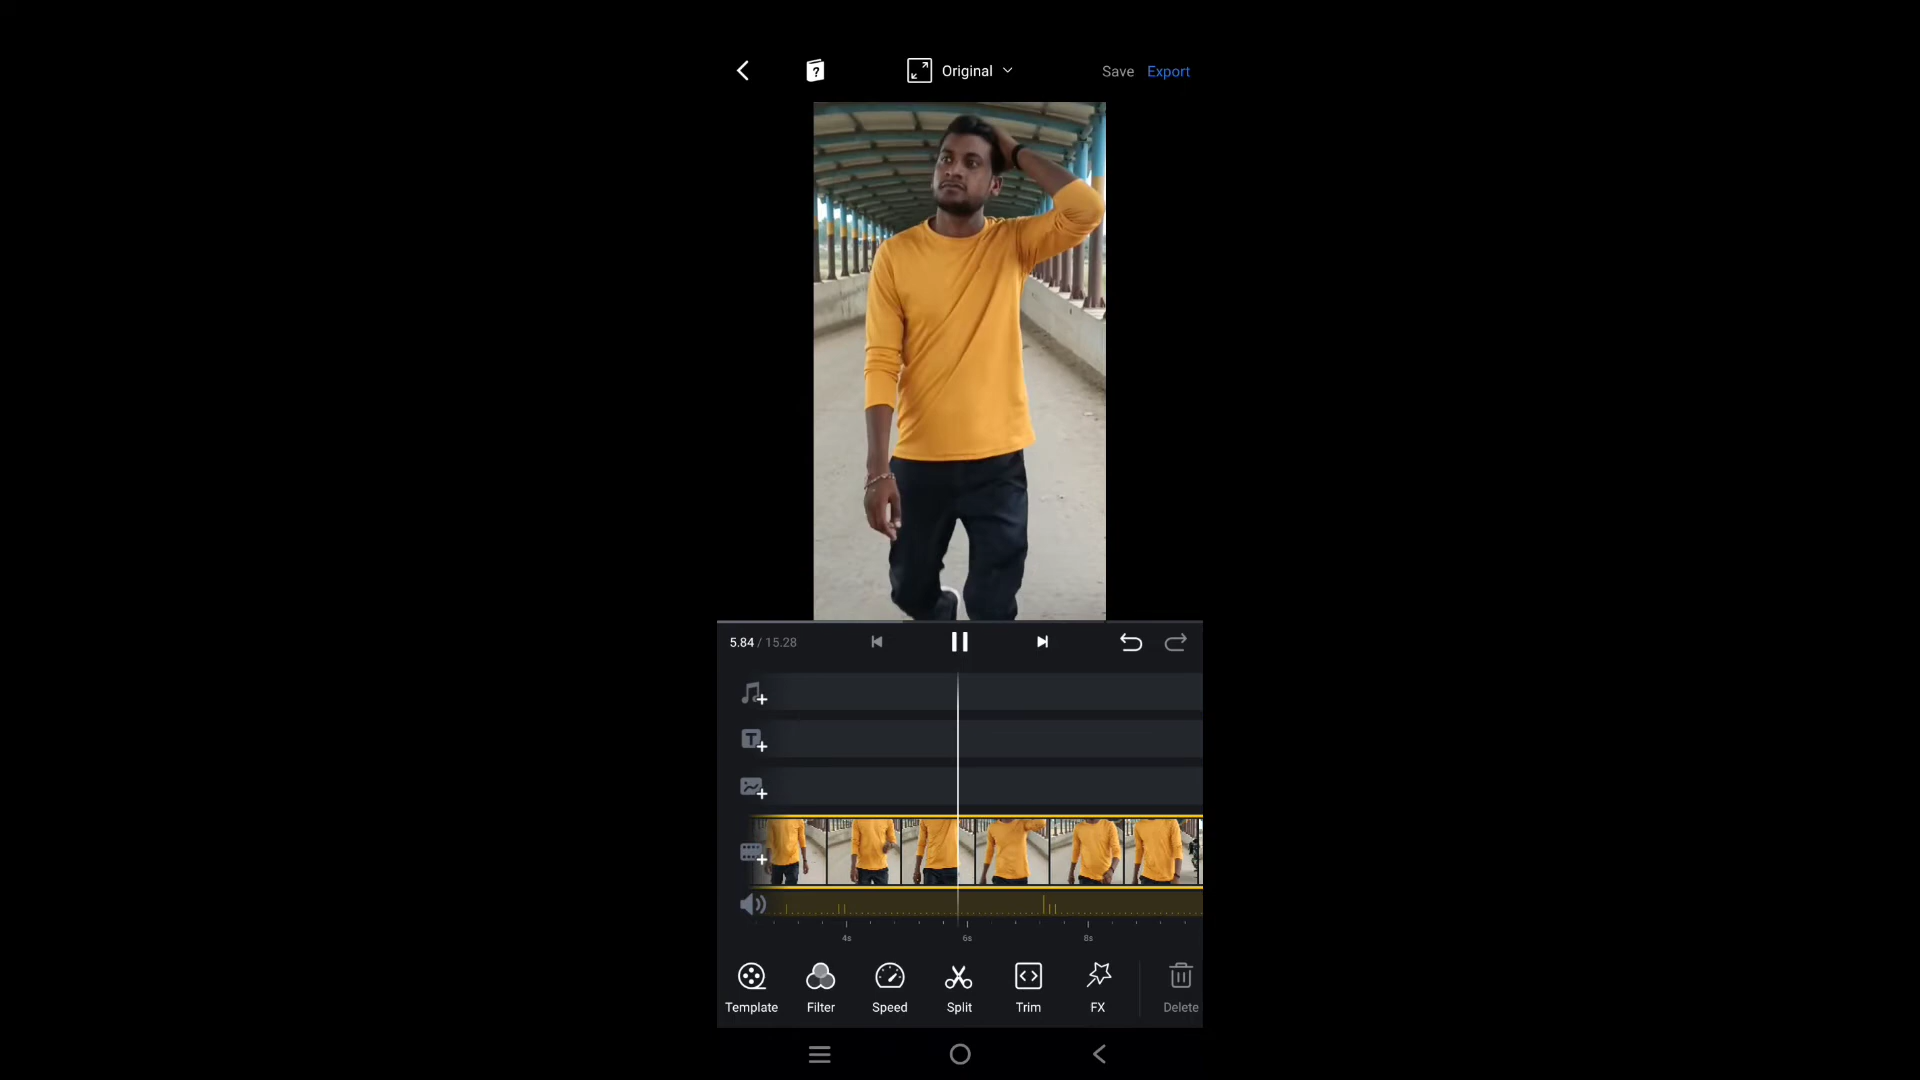 Original
Save Export
5.84 / 15.28
4s 6s 8s
Template Filter Speed Split Trim FX Delete